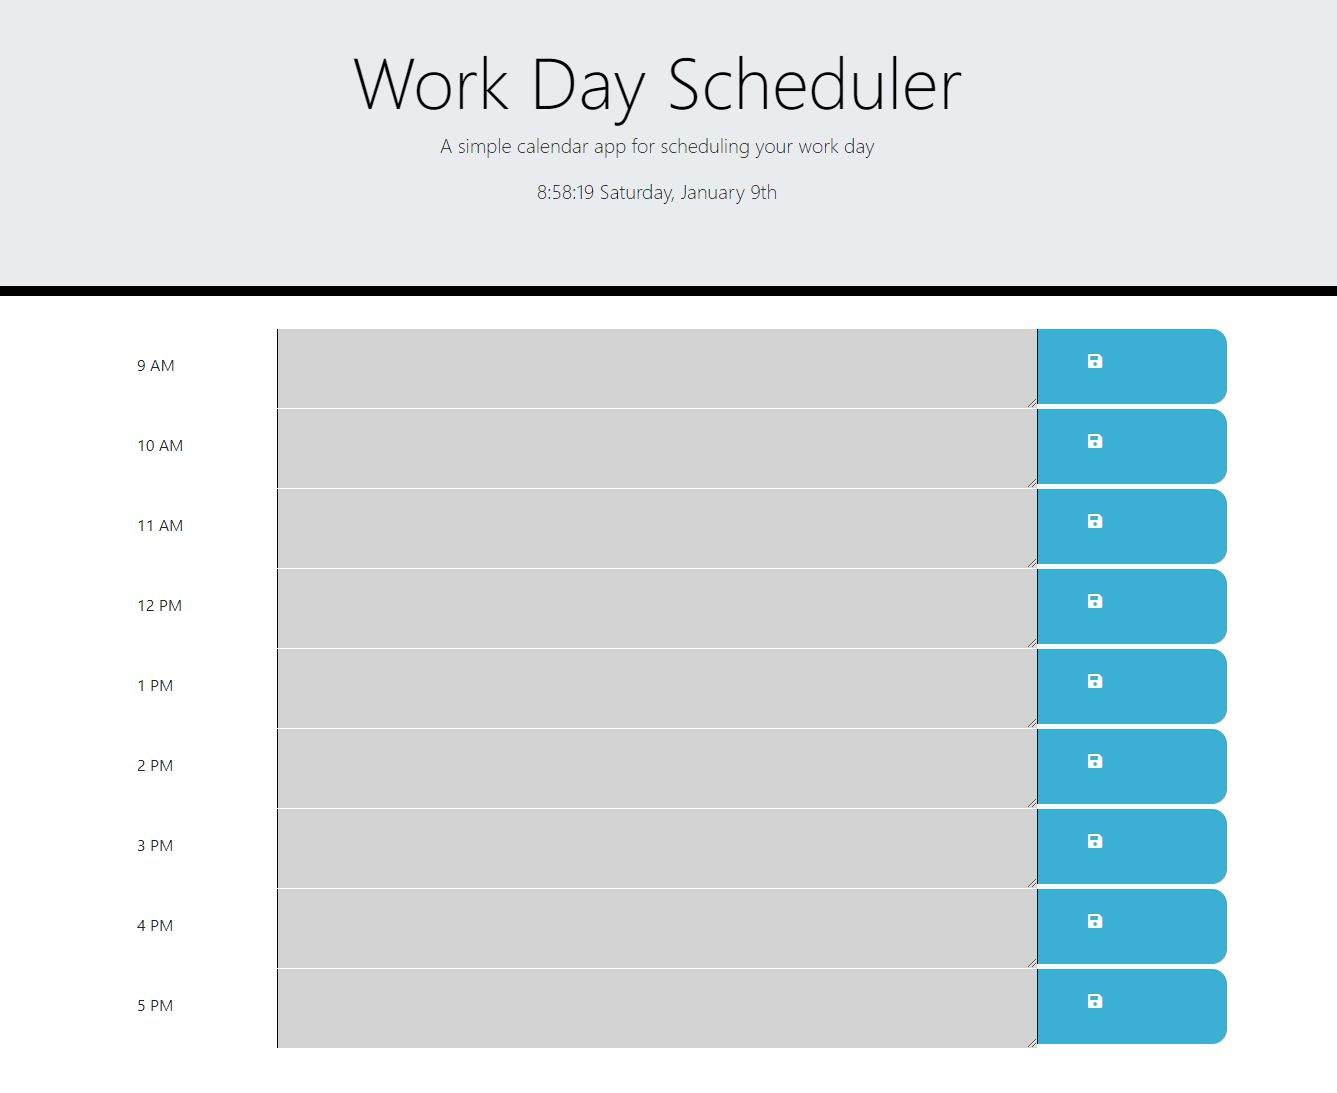 Work Day Scheduler
A simple calendar app for scheduling your work day
8:58:19 Saturday, January 9th
9 AM
10 AM
11 AM
12 PM
1 PM
2 PM
3 PM
4 PM
5 PM